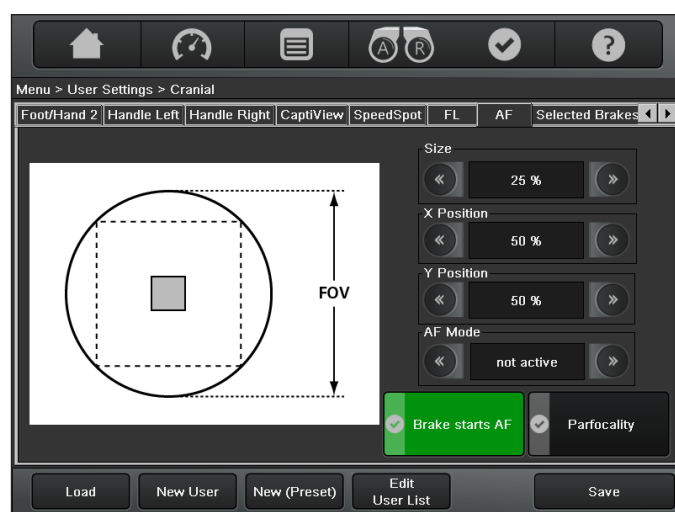 A R ?
Menu > User Settings > Cranial
Foot/Hand 2 Handle Left Handle Right CaptiView SpeedSpot FL AF Selected Brakes
Size
« 25 % »
X Position
« 50 % »
Y Position
« 50 % »
AF Mode
« not active »
FOV
Brake starts AF Parfocality
Load New User New (Preset) Edit User List Save